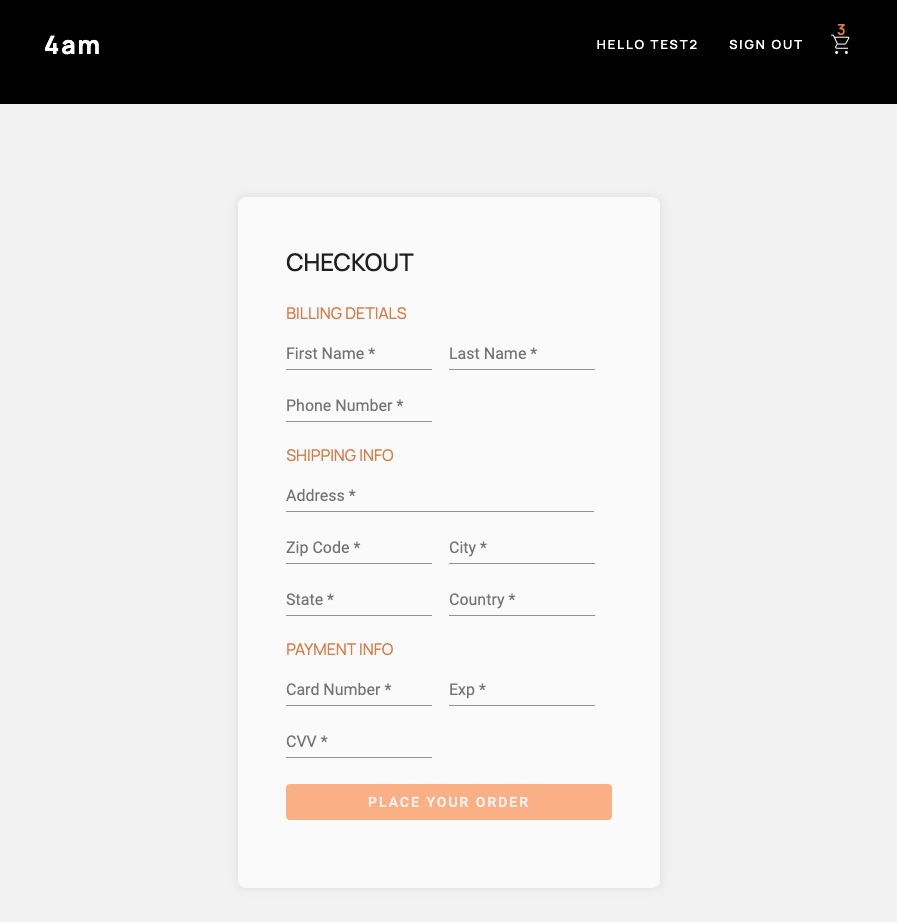 4am
HELLO TEST2 SIGN OUT 3
CHECKOUT
BILLING DETIALS
First Name * Last Name *
Phone Number *
SHIPPING INFO
Address *
Zip Code * City *
State * Country *
PAYMENT INFO
Card Number * Exp *
CVV *
PLACE YOUR ORDER